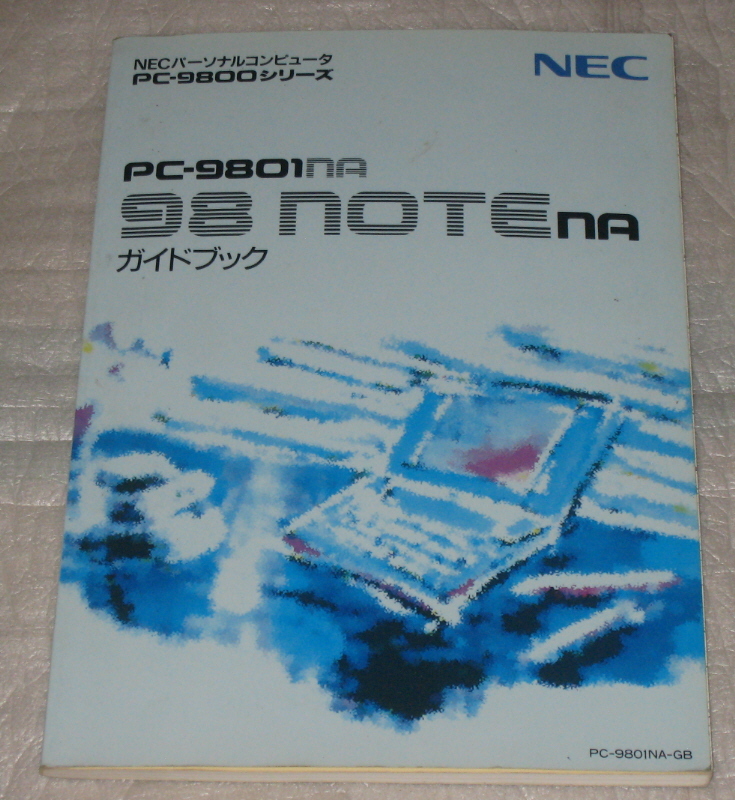 NECパーソナルコンピュータ
PC-9800シリーズ
NEC
PC-9801NA
98 NOTE NA
ガイドブック
PC-9801NA-GB